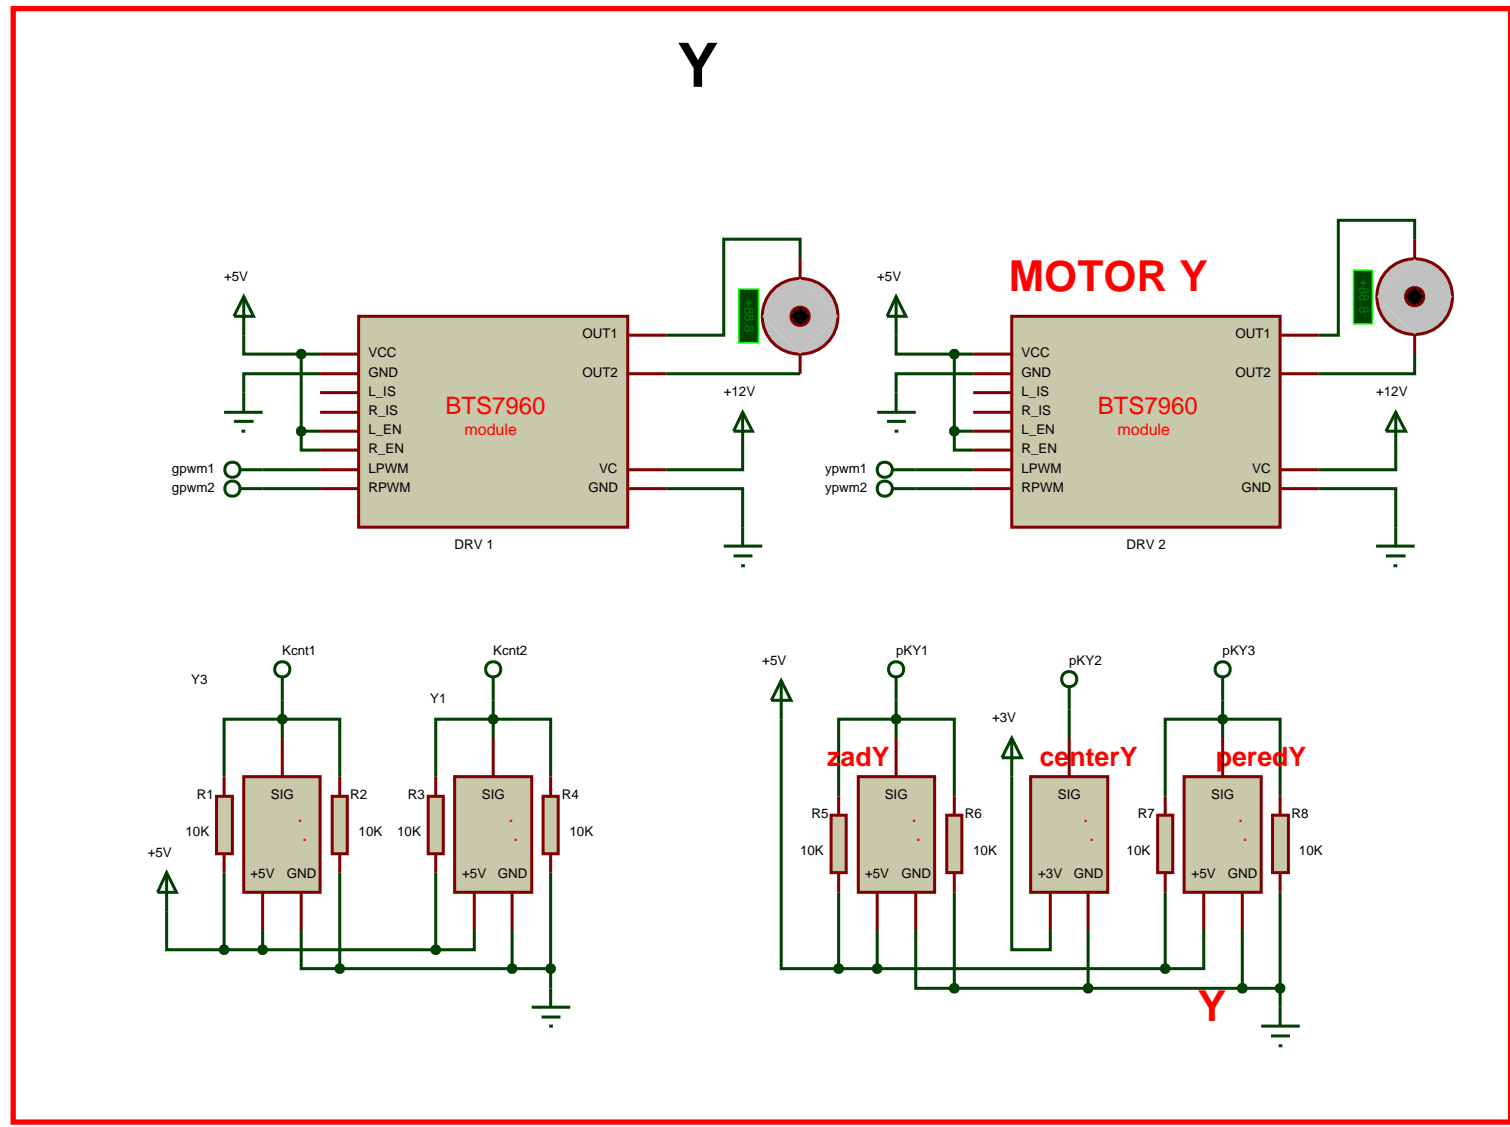 Y
+5V
VCC
GND
L_IS
R_IS
L_EN
R_EN
LPWM
RPWM
gpwm1
gpwm2
BTS7960
module
OUT1
OUT2
VC
GND
+88.8
+12V
DRV 1
MOTOR Y
+5V
VCC
GND
L_IS
R_IS
L_EN
R_EN
LPWM
RPWM
ypwm1
ypwm2
BTS7960
module
OUT1
OUT2
VC
GND
+88.8
+12V
DRV 2
Y3
Kcnt1
R1
10K
SIG
+5V GND
R2
10K
+5V
Y1
Kcnt2
R3
10K
SIG
+5V GND
R4
10K
+5V
pKY1
zadY
R5
10K
SIG
+5V GND
R6
10K
+3V
pKY2
centerY
SIG
+3V GND
pKY3
peredY
R7
10K
SIG
+5V GND
R8
10K
Y